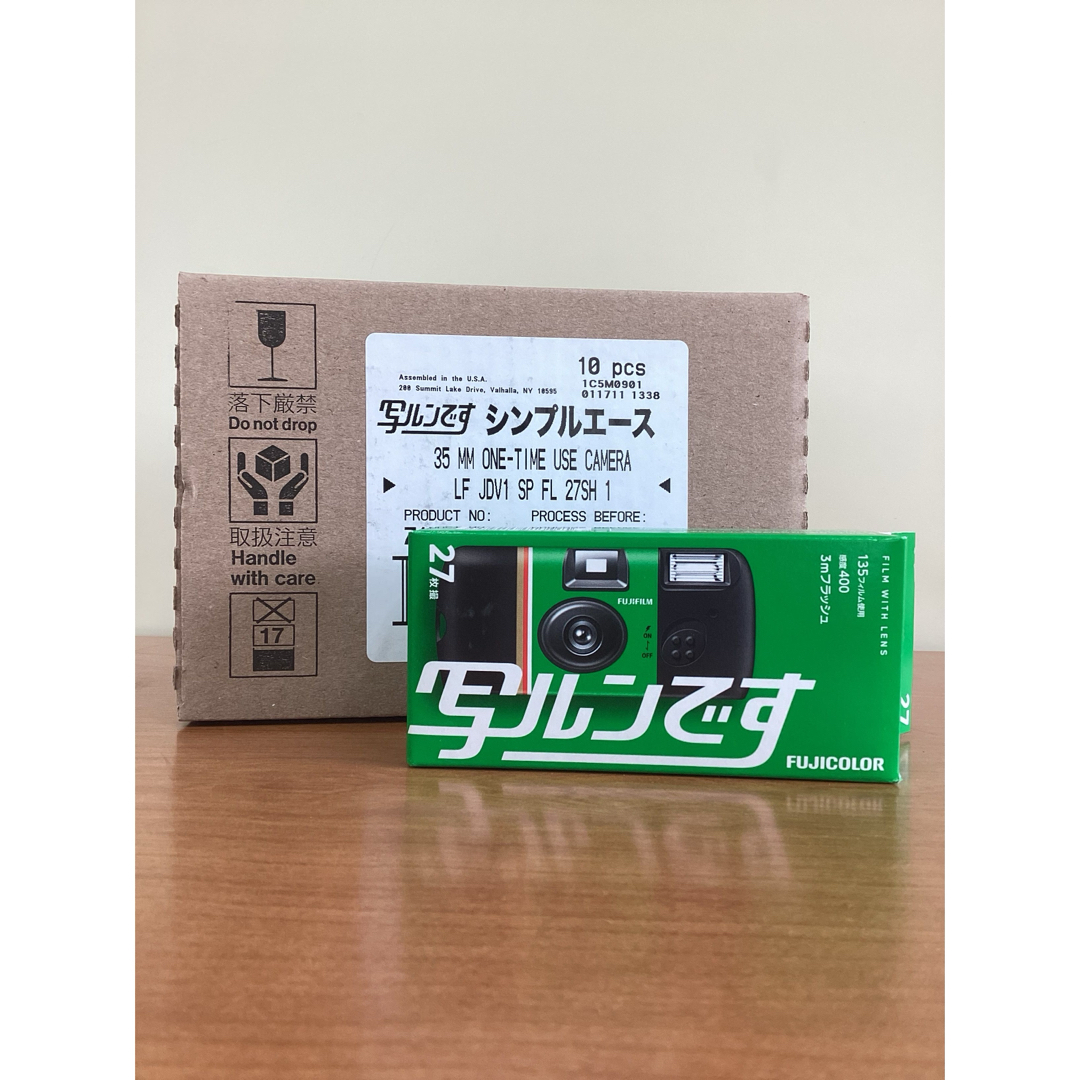 落下厳禁
Do not drop
取扱注意
Handle
with care
17
10 pcs
1C5M0901
011711 1338
Assembled in the U.S.A.
200 Summit Lake Drive, Valhalla, NY 10595
写ルンです シンプルエース
35 MM ONE-TIME USE CAMERA
LF JDV1 SP FL 27SH 1
PRODUCT NO: PROCESS BEFORE:
27枚撮
FUJIFILM
ON
OFF
FILM WITH LENS
135フィルム使用
感度400
3mフラッシュ
写ルンです
FUJICOLOR
27